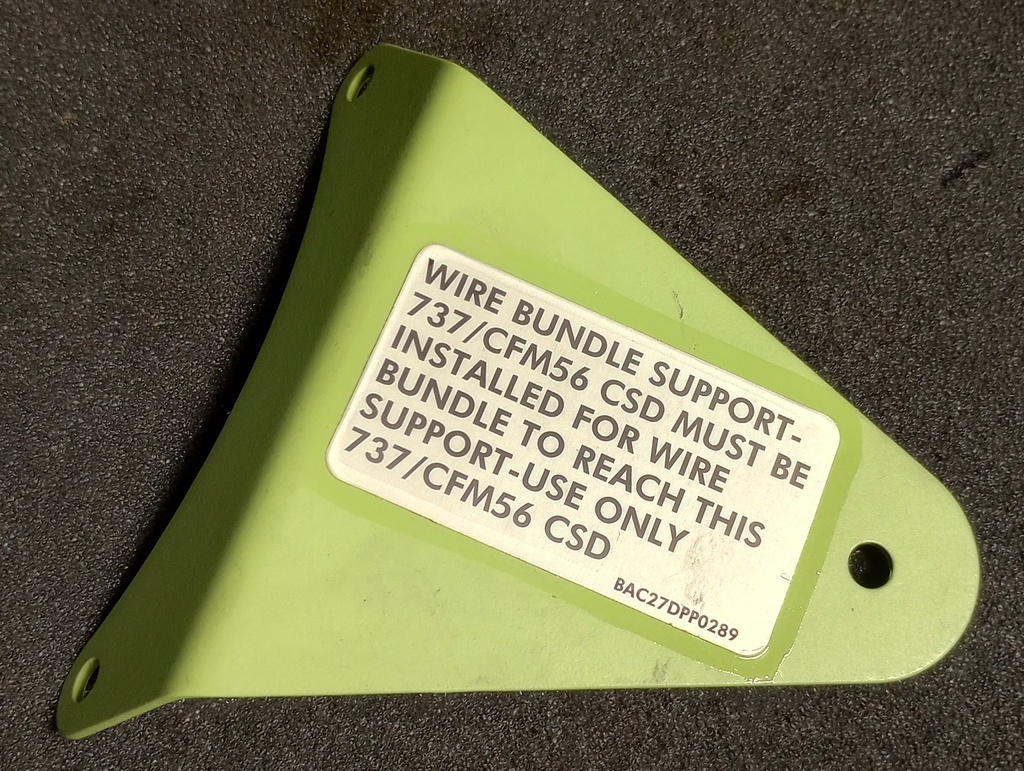 WIRE BUNDLE SUPPORT-
737/CFM56 CSD MUST BE
INSTALLED FOR WIRE
BUNDLE TO REACH THIS
SUPPORT-USE ONLY
737/CFM56 CSD
BAC27DPP0289